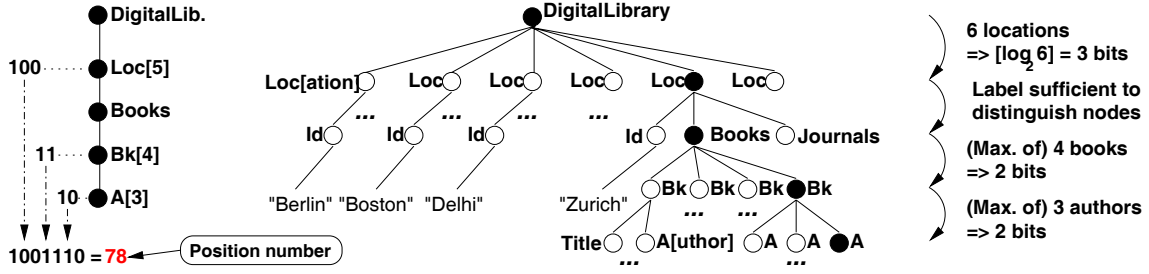 DigitalLib.
100 Loc[5]
Books
11 Bk[4]
10 A[3]
1001110 = 78
Position number
DigitalLibrary
Loc[ation] Loc Loc Loc Loc Loc
... ... ... ...
Id Id Id Id Books Journals
"Berlin" "Boston" "Delhi" "Zurich" Bk Bk Bk Bk
... ...
Title A[uthor] A A A
... ...
6 locations
=> [log2 6] = 3 bits
Label sufficient to
distinguish nodes
(Max. of) 4 books
=> 2 bits
(Max. of) 3 authors
=> 2 bits